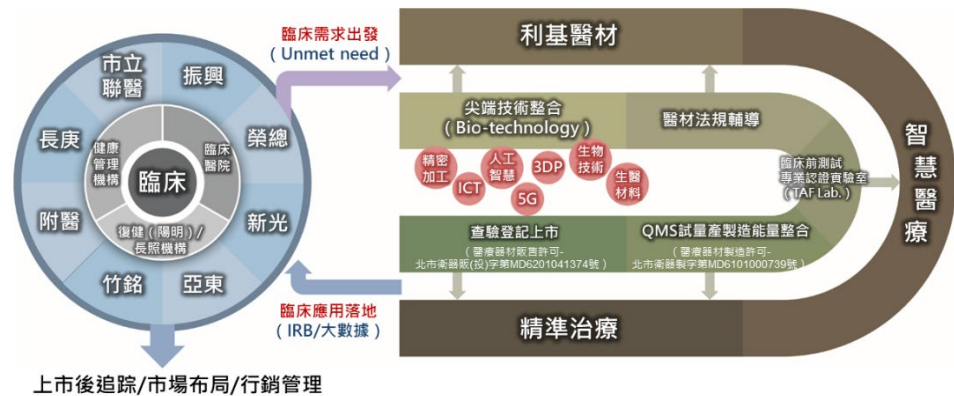 臨床需求出發
（Unmet need）
市立
聯醫
振興
長庚
榮總
健康
管理
機構
臨床
醫院
臨床
附醫
新光
復健（陽明）/
長照機構
竹銘
亞東
臨床應用落地
（IRB/大數據）
上市後追踪/市場布局/行銷管理
利基醫材
尖端技術整合
（Bio-technology）
醫材法規輔導
精密
加工
ICT
人工
智慧
3DP
5G
生物
技術
生醫
材料
臨床前測試
專業認證實驗室
（TAF Lab.）
查驗登記上市
（醫療器材販售許可-
北市衛器販(投)字第MD6201041374號）
QMS試量產製造能量整合
（醫療器材製造許可-
北市衛器製字第MD6101000739號）
精準治療
智慧醫療